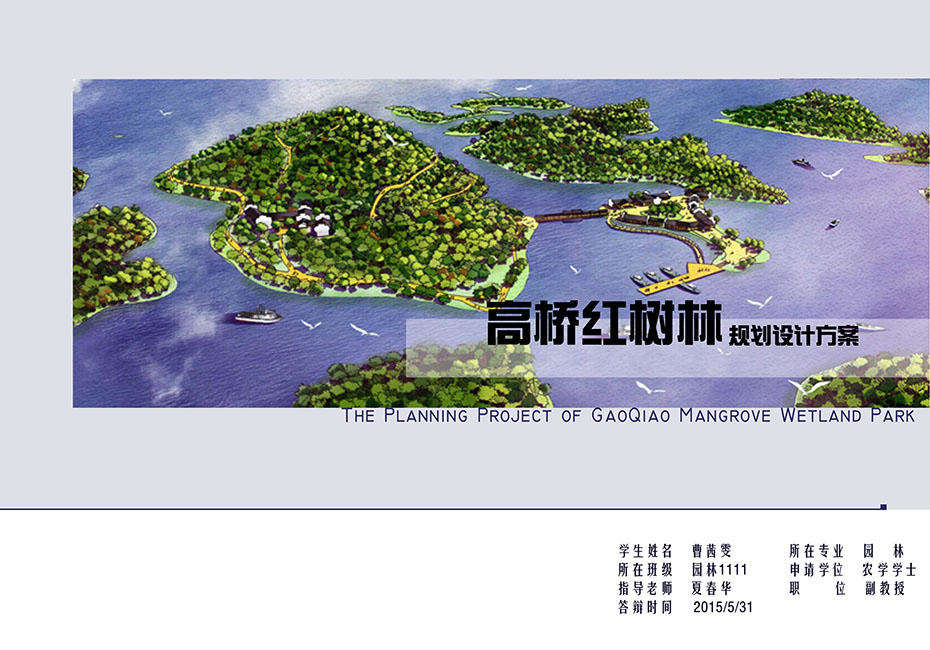 高桥红树林 规划设计方案
The Planning Project of GaoQiao Mangrove Wetland Park
学生姓名 曹茜雯 所在专业 园 林
所在班级 园林1111 申请学位 农学学士
指导老师 夏春华 职 位 副教授
答辩时间 2015/5/31